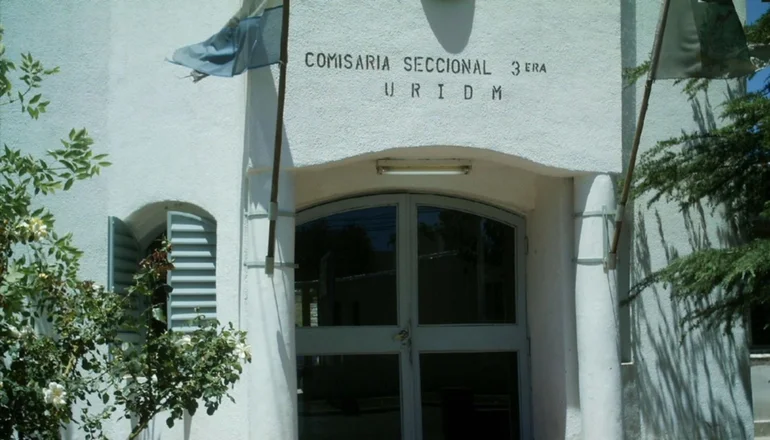 COMISARIA SECCIONAL 3ERA
URIDM